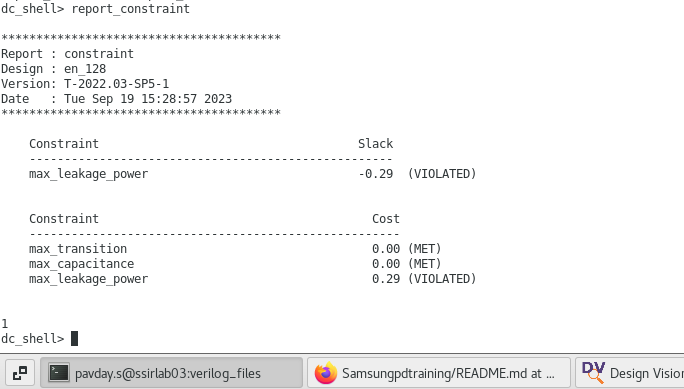 dc_shell> report_constraint
****************************************
Report : constraint
Design : en_128
Version: T-2022.03-SP5-1
Date   : Tue Sep 19 15:28:57 2023
****************************************
Constraint Slack
----------------------------------------------------
max_leakage_power -0.29 (VIOLATED)
Constraint Cost
-----------------------------------------------------
max_transition 0.00 (MET)
max_capacitance 0.00 (MET)
max_leakage_power 0.29 (VIOLATED)
1
dc_shell>
pavday.s@ssirlab03:verilog_files
Samsungpdtraining/README.md at ...
DV
Design Vision